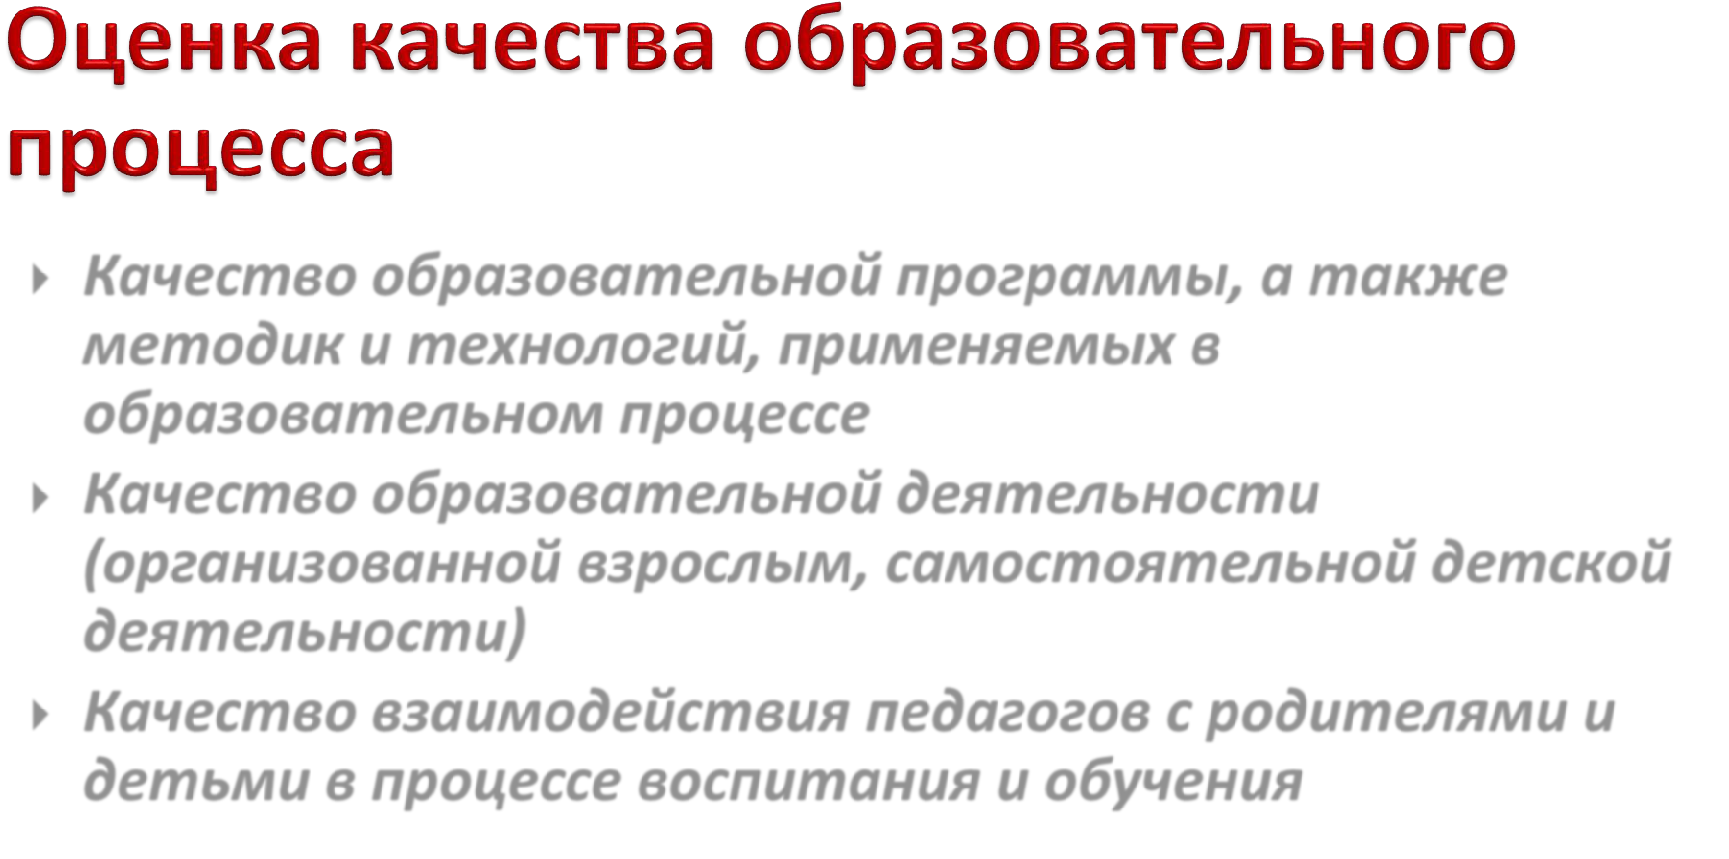 Оценка качества образовательного
процесса
Качество образовательной программы, а также
методик и технологий, применяемых в
образовательном процессе
Качество образовательной деятельности
(организованной взрослым, самостоятельной детской
деятельности)
Качество взаимодействия педагогов с родителями и
детьми в процессе воспитания и обучения